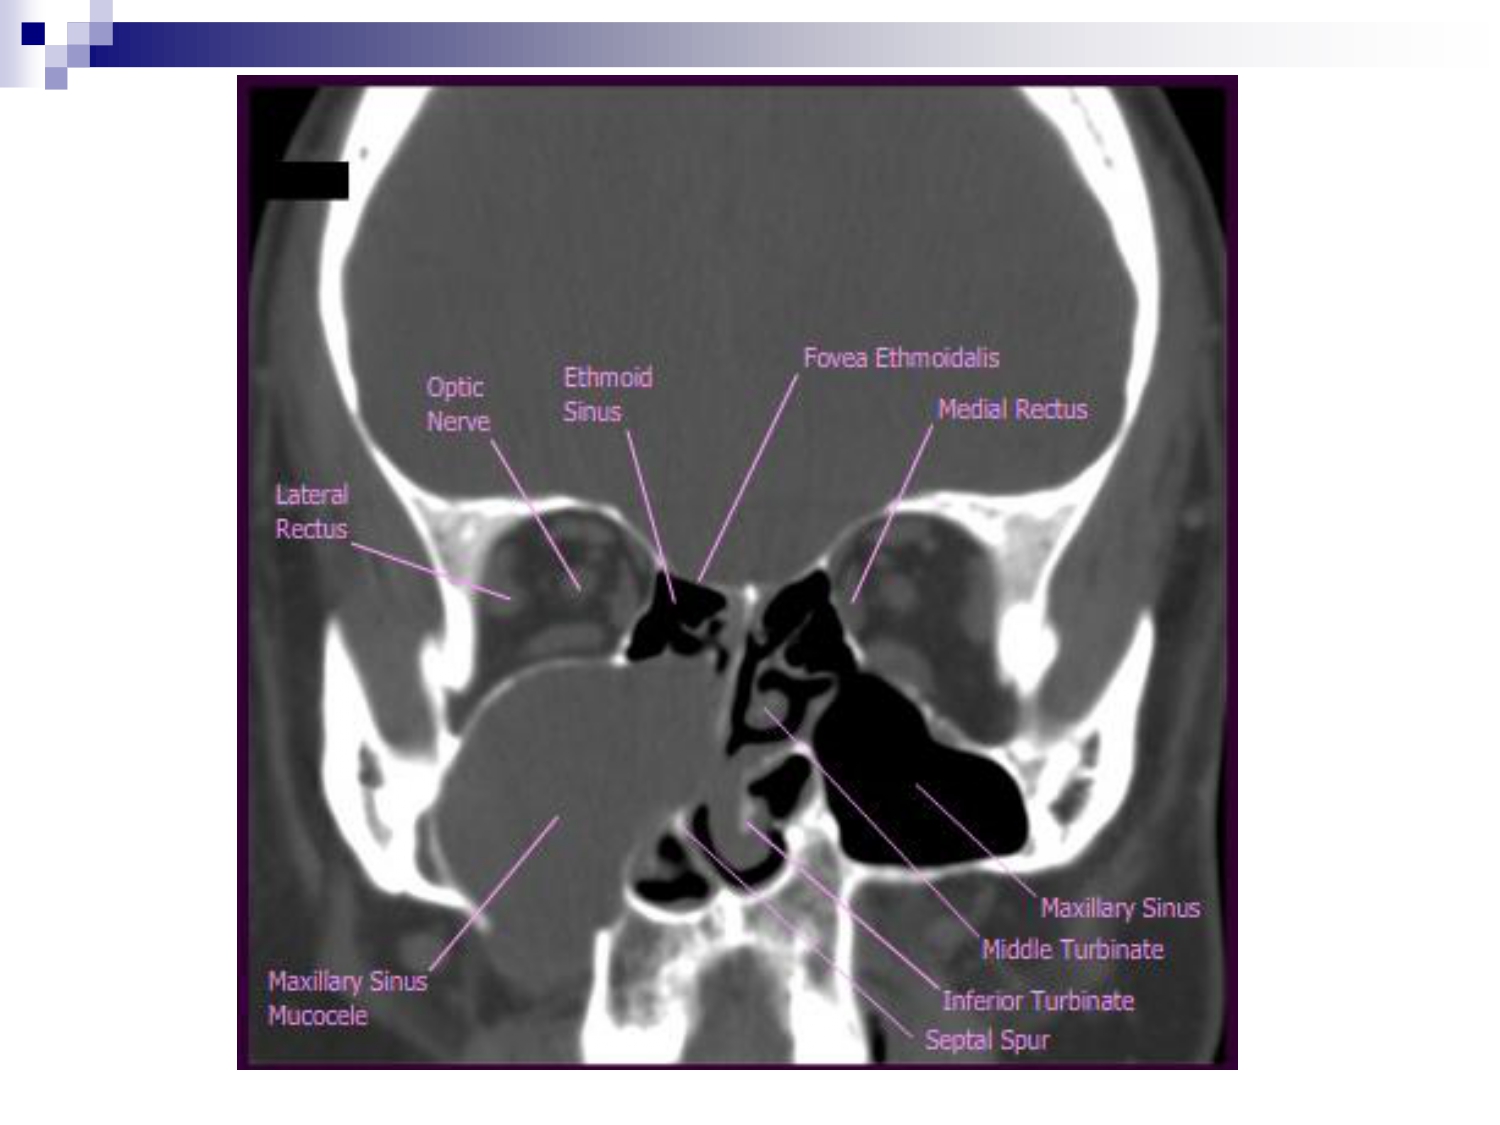 Fovea Ethmoidalis
Ethmoid
Sinus
Optic
Nerve
Medial Rectus
Lateral
Rectus
Maxillary Sinus
Middle Turbinate
Maxillary Sinus
Mucocele
Inferior Turbinate
Septal Spur